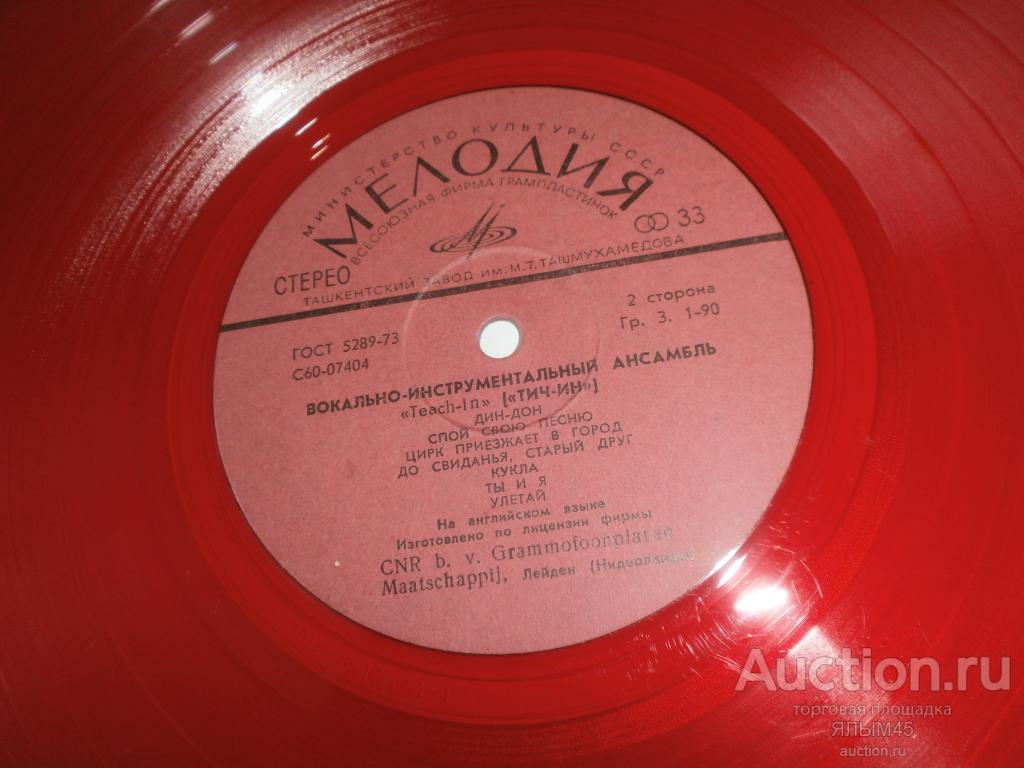 МИНИСТЕРСТВО КУЛЬТУРЫ СССР
МЕЛОДИЯ
ВСЕСОЮЗНАЯ ФИРМА ГРАМПЛАСТИНОК
СТЕРЕО
33
ТАШКЕНТСКИЙ ЗАВОД ИМ. М. Т. ТАШМУХАМЕДОВА
ГОСТ 5289-73
2 сторона
С60-07404
Гр. 3. 1-90
ВОКАЛЬНО-ИНСТРУМЕНТАЛЬНЫЙ АНСАМБЛЬ
«Teach-In» [«ТИЧ-ИН»]
ДИН-ДОН
СПОЙ СВОЮ ПЕСНЮ
ЦИРК ПРИЕЗЖАЕТ В ГОРОД
ДО СВИДАНЬЯ, СТАРЫЙ ДРУГ
КУКЛА
ТЫ И Я
УЛЕТАЙ
На английском языке
Изготовлено по лицензии фирмы
CNR b. v. Grammofoonplaten
Maatschappij, Лейден (Нидерланды)
Auction.ru
торговая площадка
ЯЛЫМ45
auction.ru